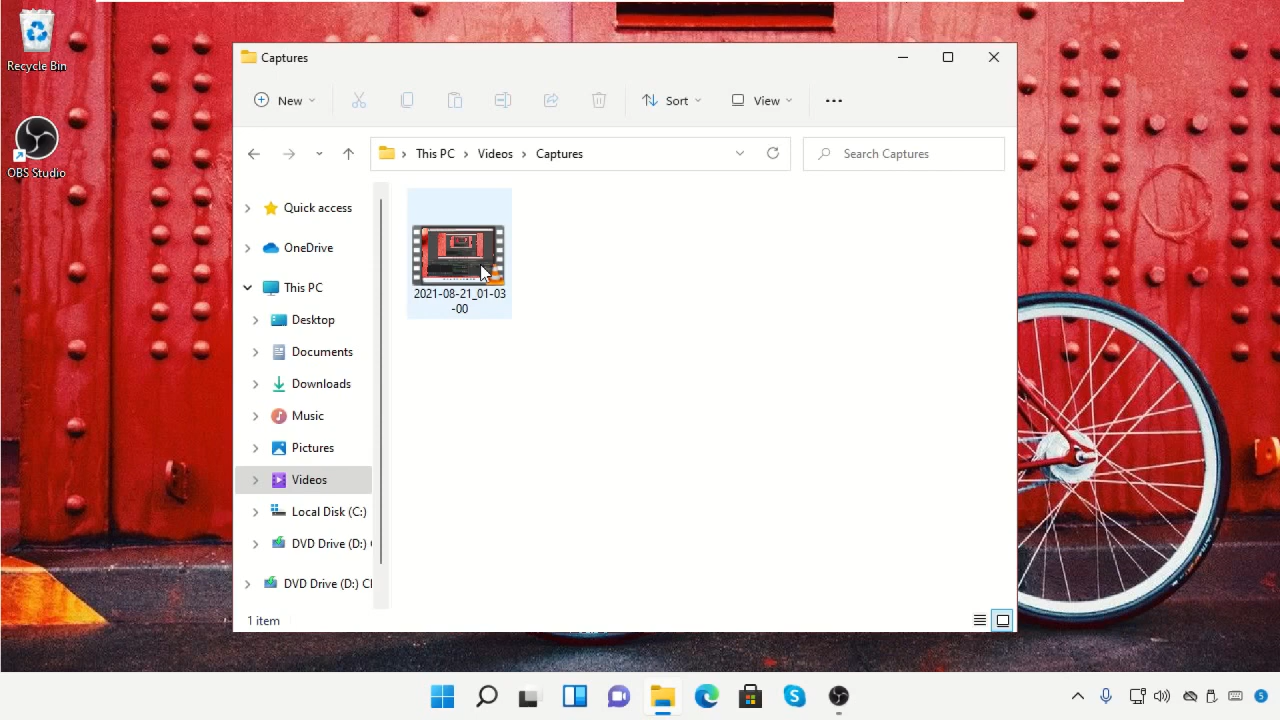 Recycle Bin
OBS Studio
Captures
New
Sort
View
This PC
Videos
Captures
Search Captures
Quick access
OneDrive
This PC
Desktop
Documents
Downloads
Music
Pictures
Videos
Local Disk (C:)
DVD Drive (D:)
DVD Drive (D:) C
2021-08-21_01-03
-00
1 item
5